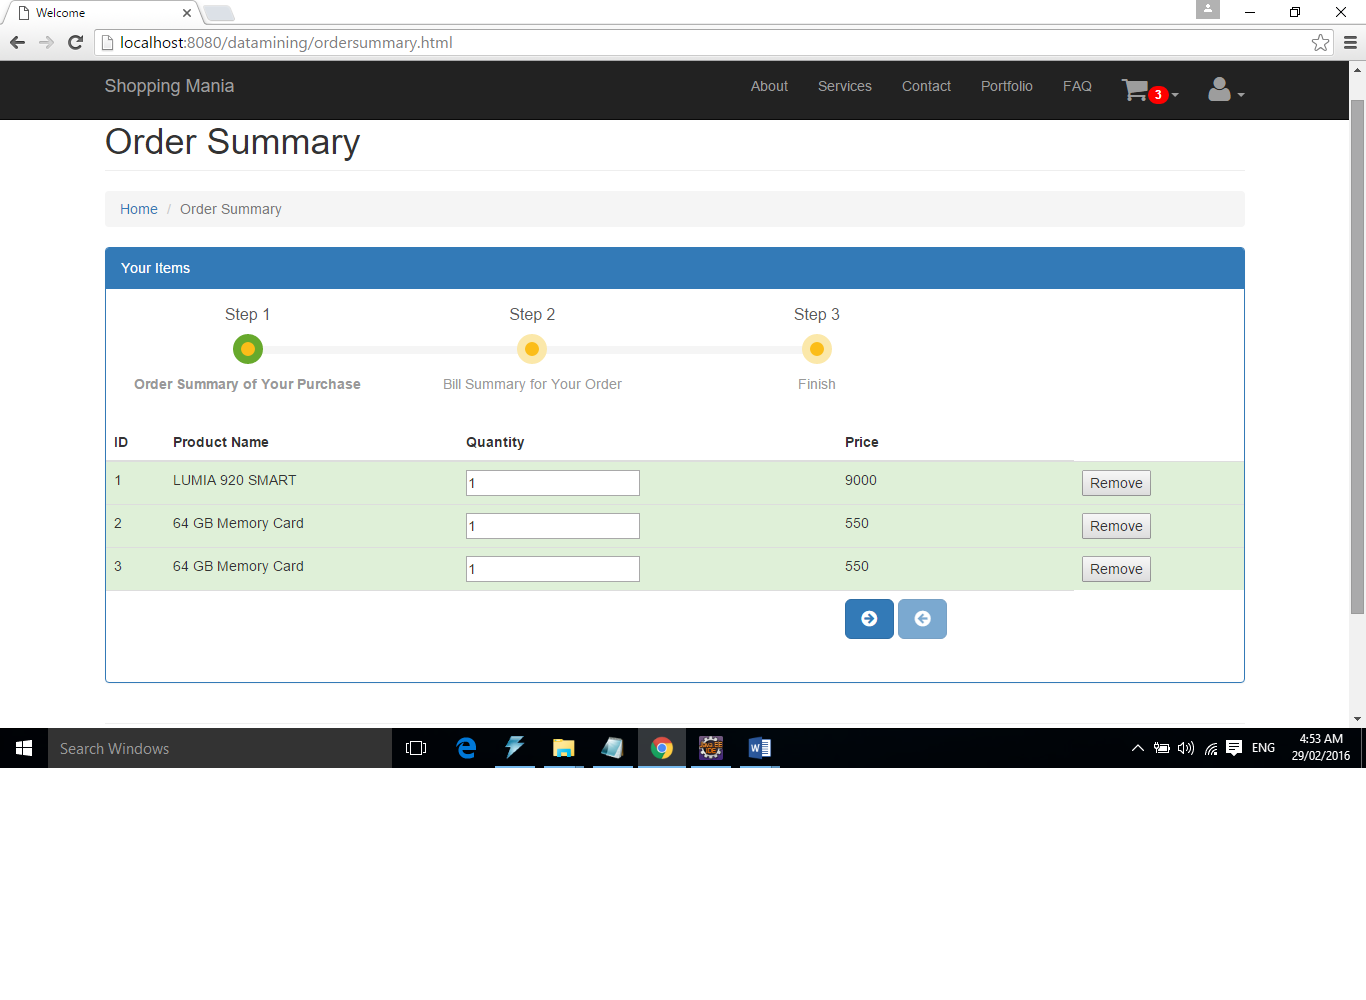 Welcome
localhost:8080/datamining/ordersummary.html
Shopping Mania About Services Contact Portfolio FAQ 3
Order Summary
Home / Order Summary
Your Items
Step 1 Step 2 Step 3
Order Summary of Your Purchase Bill Summary for Your Order Finish
ID Product Name Quantity Price
1 LUMIA 920 SMART 1 9000 Remove
2 64 GB Memory Card 1 550 Remove
3 64 GB Memory Card 1 550 Remove
Search Windows ENG 4:53 AM
29/02/2016